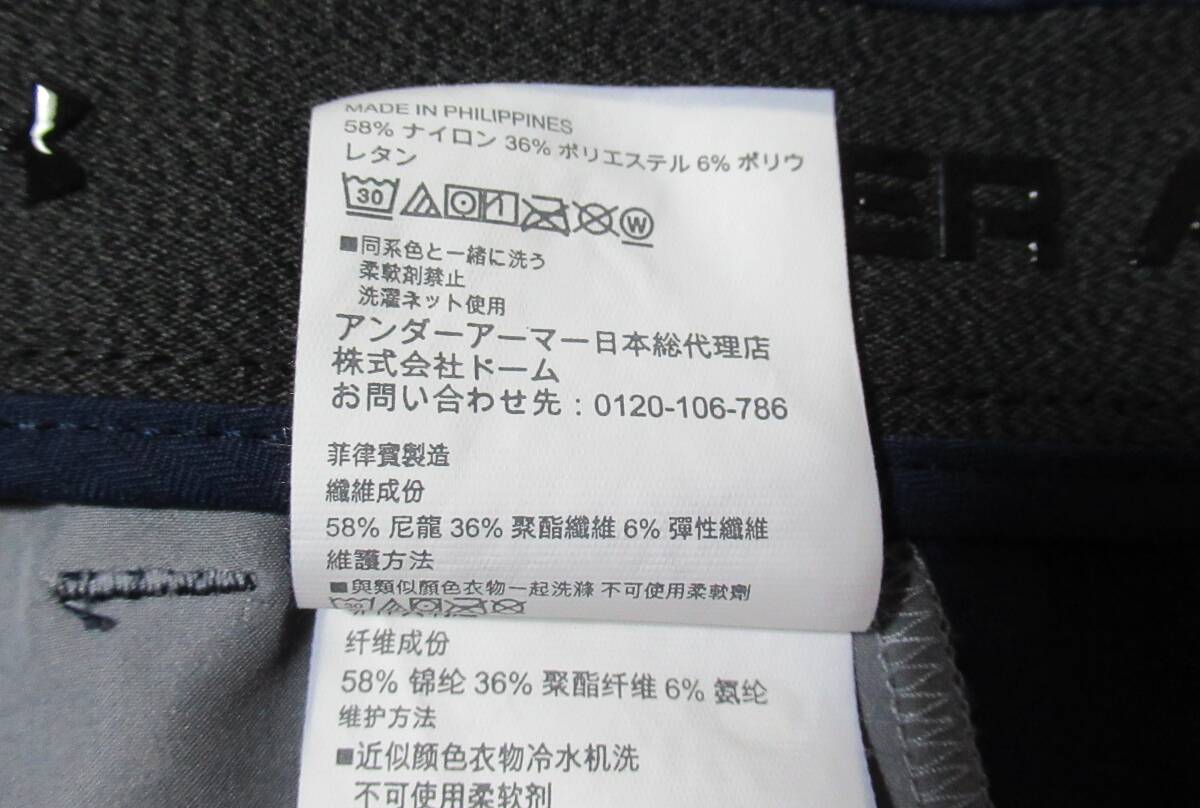 MADE IN PHILIPPINES
58% ナイロン 36% ポリエステル 6% ポリウ
レタン
30 W
■同系色と一緒に洗う
柔軟剤禁止
洗濯ネット使用
アンダーアーマー日本総代理店
株式会社ドーム
お問い合わせ先：0120-106-786
菲律賓製造
纖維成份
58% 尼龍 36% 聚酯纖維 6% 彈性纖維
維護方法
■與類似顏色衣物一起洗滌 不可使用柔軟劑
纤维成份
58% 锦纶 36% 聚酯纤维 6% 氨纶
维护方法
■近似颜色衣物冷水机洗
不可使用柔软剂
ER A